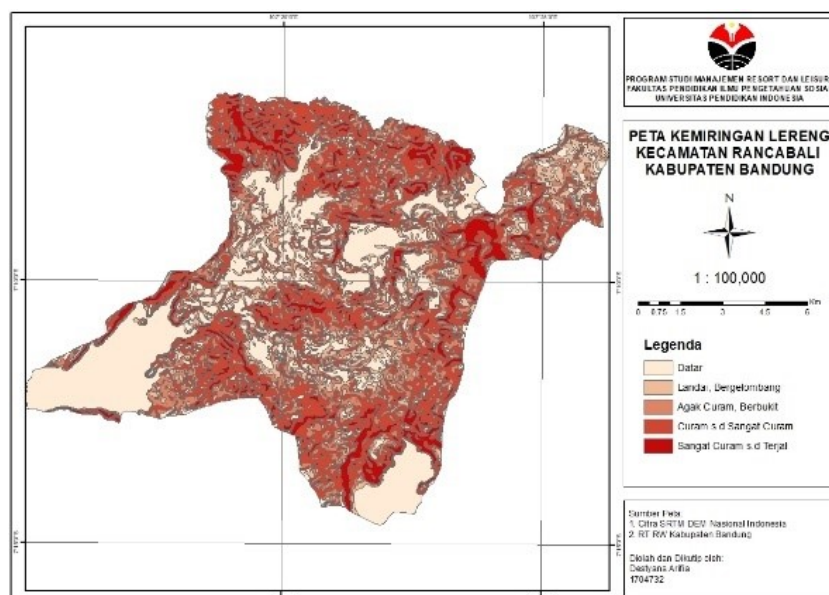 PROGRAM STUDI MANAJEMEN RESORT DAN LEISUR
FAKULTAS PENDIDIKAN ILMU PENGETAHUAN SOSIA
UNIVERSITAS PENDIDIKAN INDONESIA
PETA KEMIRINGAN LERENG
KECAMATAN RANCABALI
KABUPATEN BANDUNG
N
1 : 100,000
Km
0 0.75 1.5 3 4.5 6
Legenda
Datar
Landai, Bergelombang
Agak Curam, Berbukit
Curam s.d Sangat Curam
Sangat Curam s.d Terjal
Sumber Peta:
1. Citra SRTM DEM Nasional Indonesia
2. RT RW Kabupaten Bandung
Diolah dan Dikutip oleh:
Destyana Arifia
1704732